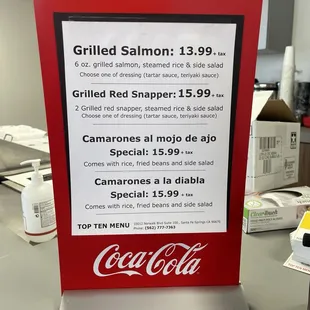 Grilled Salmon: 13.99 + tax
6 oz. grilled salmon, steamed rice & side salad
Choose one of dressing (tartar sauce, teriyaki sauce)
Grilled Red Snapper: 15.99 + tax
2 Grilled red snapper, steamed rice & side salad
Choose one of dressing (tartar sauce, teriyaki sauce)
Camarones al mojo de ajo
Special: 15.99 + tax
Comes with rice, fried beans and side salad
Camarones a la diabla
Special: 15.99 + tax
Comes with rice, fried beans and side salad
TOP TEN MENU
Phone: (562) 777-7303
Coca-Cola